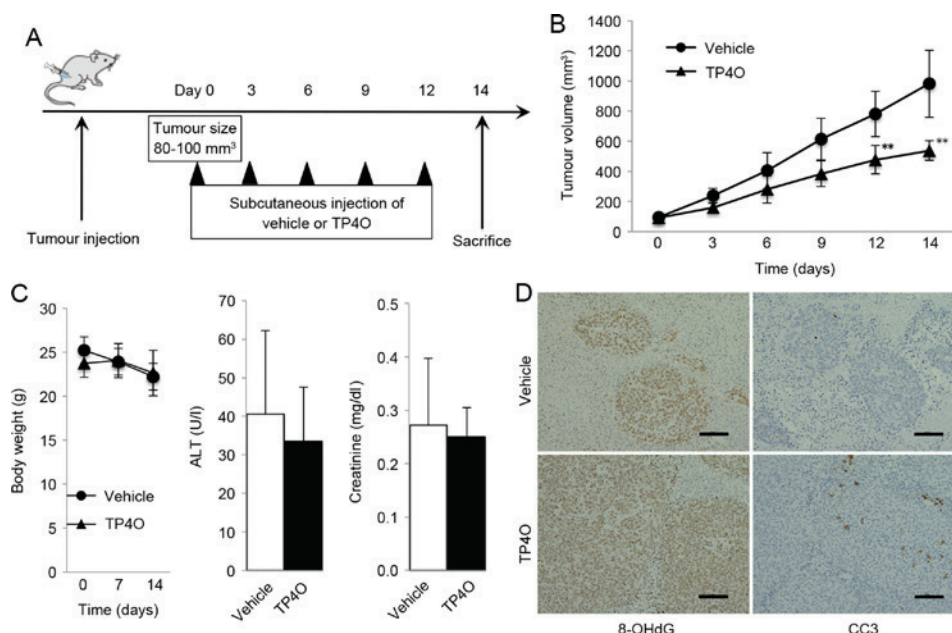 A
Day 0 3 6 9 12 14
Tumour size
80-100 mm³
Subcutaneous injection of
vehicle or TP4O
Tumour injection
Sacrifice
B
Tumour volume (mm³)
1400
1200
1000
800
600
400
200
0
Vehicle
TP4O
**
**
0 3 6 9 12 14
Time (days)
C
Body weight (g)
30
25
20
15
10
5
0
Vehicle
TP4O
0 7 14
Time (days)
ALT (U/l)
70
60
50
40
30
20
10
0
Vehicle
TP4O
Creatinine (mg/dl)
0.5
0.4
0.3
0.2
0.1
0.0
Vehicle
TP4O
D
Vehicle
TP4O
8-OHdG
CC3